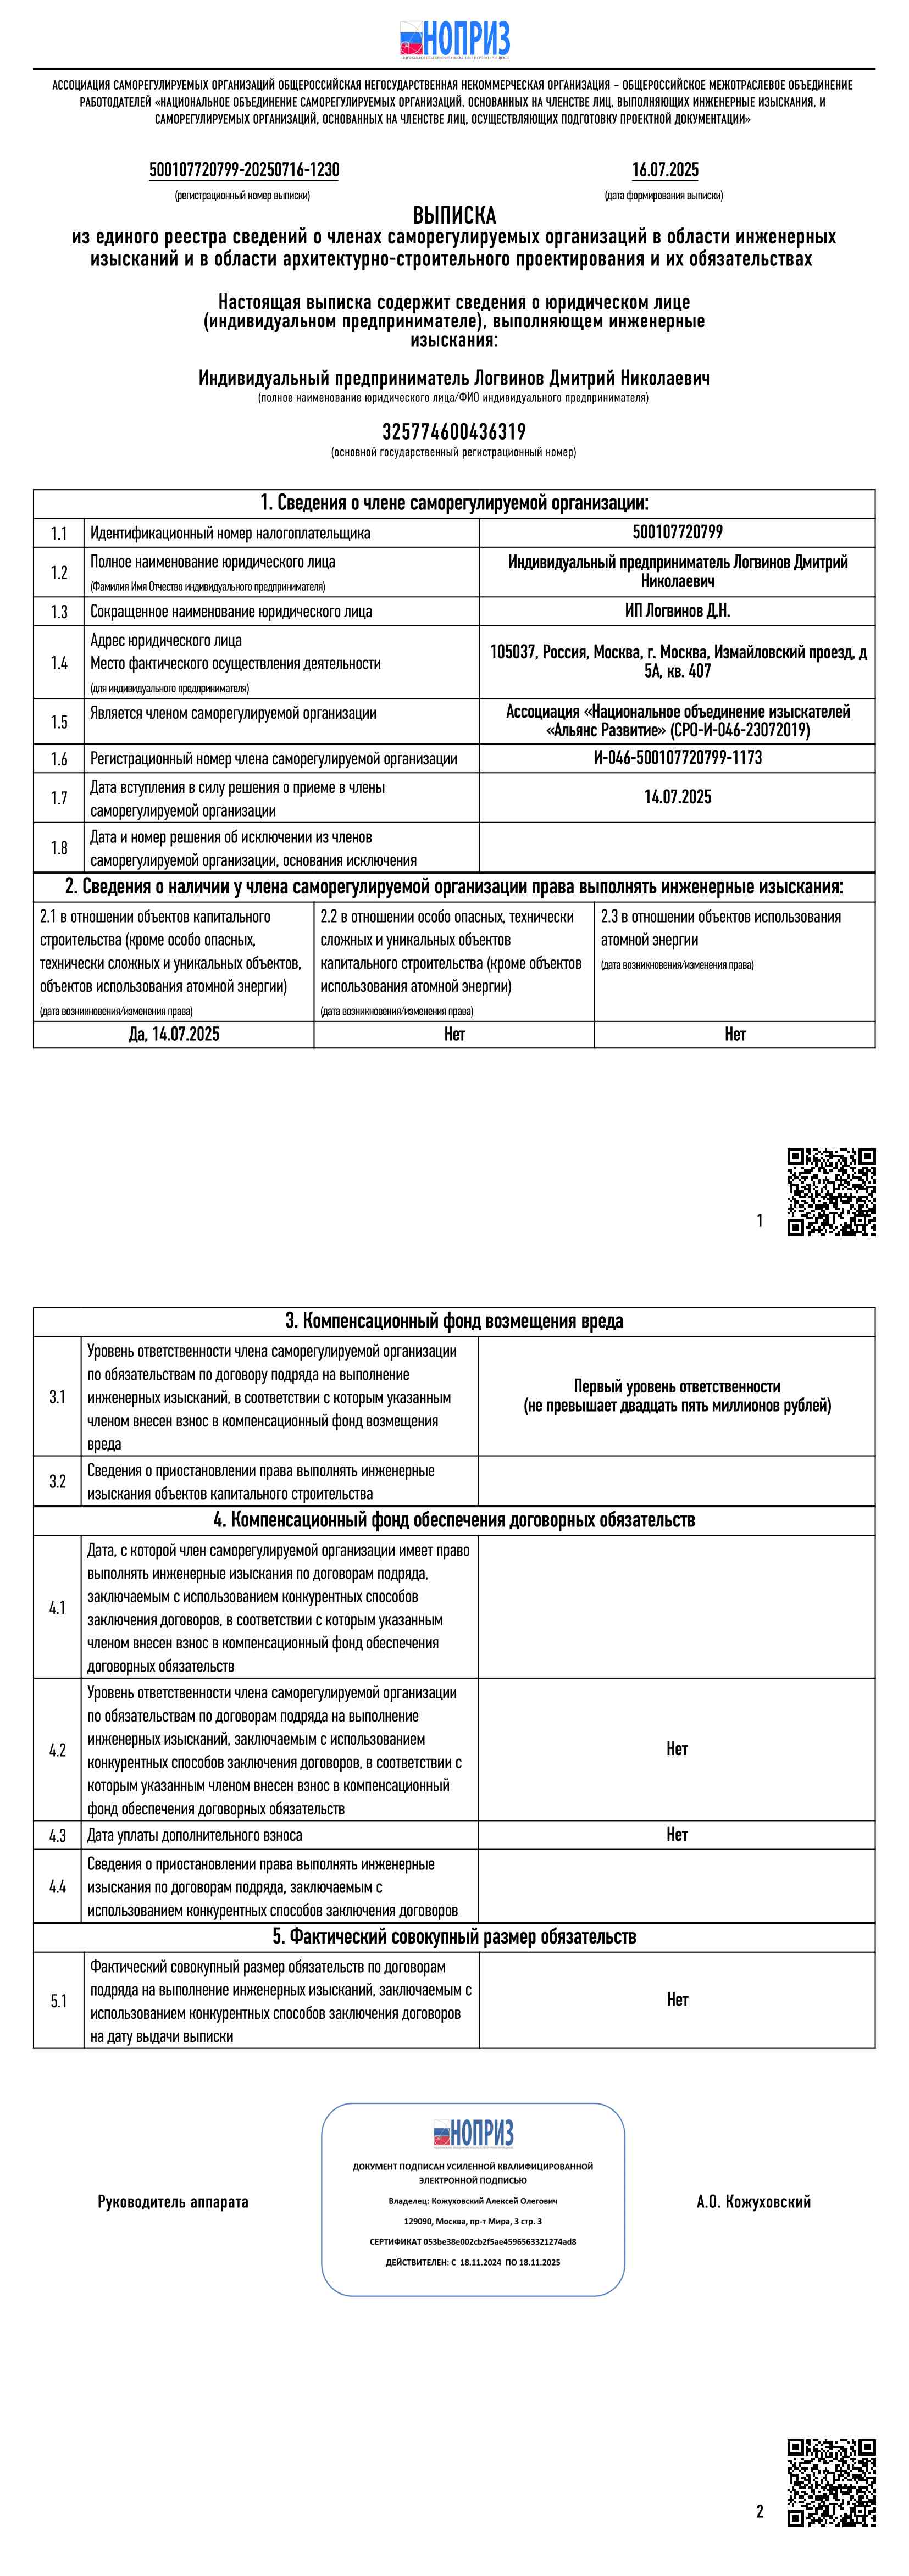 НОПРИЗ
АССОЦИАЦИЯ САМОРЕГУЛИРУЕМЫХ ОРГАНИЗАЦИЙ ОБЩЕРОССИЙСКАЯ НЕГОСУДАРСТВЕННАЯ НЕКОММЕРЧЕСКАЯ ОРГАНИЗАЦИЯ – ОБЩЕРОССИЙСКОЕ МЕЖОТРАСЛЕВОЕ ОБЪЕДИНЕНИЕ
РАБОТОДАТЕЛЕЙ «НАЦИОНАЛЬНОЕ ОБЪЕДИНЕНИЕ САМОРЕГУЛИРУЕМЫХ ОРГАНИЗАЦИЙ, ОСНОВАННЫХ НА ЧЛЕНСТВЕ ЛИЦ, ВЫПОЛНЯЮЩИХ ИНЖЕНЕРНЫЕ ИЗЫСКАНИЯ, И
САМОРЕГУЛИРУЕМЫХ ОРГАНИЗАЦИЙ, ОСНОВАННЫХ НА ЧЛЕНСТВЕ ЛИЦ, ОСУЩЕСТВЛЯЮЩИХ ПОДГОТОВКУ ПРОЕКТНОЙ ДОКУМЕНТАЦИИ»
500107720799-20250716-1230
(регистрационный номер выписки)
16.07.2025
(дата формирования выписки)
ВЫПИСКА
из единого реестра сведений о членах саморегулируемых организаций в области инженерных
изысканий и в области архитектурно-строительного проектирования и их обязательствах
Настоящая выписка содержит сведения о юридическом лице
(индивидуальном предпринимателе), выполняющем инженерные
изыскания:
Индивидуальный предприниматель Логвинов Дмитрий Николаевич
(полное наименование юридического лица/ФИО индивидуального предпринимателя)
325774600436319
(основной государственный регистрационный номер)
1. Сведения о члене саморегулируемой организации:
1.1
Идентификационный номер налогоплательщика
500107720799
1.2
Полное наименование юридического лица
(Фамилия Имя Отчество индивидуального предпринимателя)
Индивидуальный предприниматель Логвинов Дмитрий
Николаевич
1.3
Сокращенное наименование юридического лица
ИП Логвинов Д.Н.
1.4
Адрес юридического лица
Место фактического осуществления деятельности
(для индивидуального предпринимателя)
105037, Россия, Москва, г. Москва, Измайловский проезд, д
5А, кв. 407
1.5
Является членом саморегулируемой организации
Ассоциация «Национальное объединение изыскателей
«Альянс Развитие» (СРО-И-046-23072019)
1.6
Регистрационный номер члена саморегулируемой организации
И-046-500107720799-1173
1.7
Дата вступления в силу решения о приеме в члены
саморегулируемой организации
14.07.2025
1.8
Дата и номер решения об исключении из членов
саморегулируемой организации, основания исключения
2. Сведения о наличии у члена саморегулируемой организации права выполнять инженерные изыскания:
2.1 в отношении объектов капитального
строительства (кроме особо опасных,
технически сложных и уникальных объектов,
объектов использования атомной энергии)
(дата возникновения/изменения права)
2.2 в отношении особо опасных, технически
сложных и уникальных объектов
капитального строительства (кроме объектов
использования атомной энергии)
(дата возникновения/изменения права)
2.3 в отношении объектов использования
атомной энергии
(дата возникновения/изменения права)
Да, 14.07.2025
Нет
Нет
1
3. Компенсационный фонд возмещения вреда
3.1
Уровень ответственности члена саморегулируемой организации
по обязательствам по договору подряда на выполнение
инженерных изысканий, в соответствии с которым указанным
членом внесен взнос в компенсационный фонд возмещения
вреда
Первый уровень ответственности
(не превышает двадцать пять миллионов рублей)
3.2
Сведения о приостановлении права выполнять инженерные
изыскания объектов капитального строительства
4. Компенсационный фонд обеспечения договорных обязательств
4.1
Дата, с которой член саморегулируемой организации имеет право
выполнять инженерные изыскания по договорам подряда,
заключаемым с использованием конкурентных способов
заключения договоров, в соответствии с которым указанным
членом внесен взнос в компенсационный фонд обеспечения
договорных обязательств
4.2
Уровень ответственности члена саморегулируемой организации
по обязательствам по договорам подряда на выполнение
инженерных изысканий, заключаемым с использованием
конкурентных способов заключения договоров, в соответствии с
которым указанным членом внесен взнос в компенсационный
фонд обеспечения договорных обязательств
Нет
4.3
Дата уплаты дополнительного взноса
Нет
4.4
Сведения о приостановлении права выполнять инженерные
изыскания по договорам подряда, заключаемым с
использованием конкурентных способов заключения договоров
5. Фактический совокупный размер обязательств
5.1
Фактический совокупный размер обязательств по договорам
подряда на выполнение инженерных изысканий, заключаемым с
использованием конкурентных способов заключения договоров
на дату выдачи выписки
Нет
Руководитель аппарата
НОПРИЗ
ДОКУМЕНТ ПОДПИСАН УСИЛЕННОЙ КВАЛИФИЦИРОВАННОЙ
ЭЛЕКТРОННОЙ ПОДПИСЬЮ
Владелец: Кожуховский Алексей Олегович
129090, Москва, пр-т Мира, 3 стр. 3
СЕРТИФИКАТ 053be38e002cb2f5ae4596563321274ad8
ДЕЙСТВИТЕЛЕН: С 18.11.2024 ПО 18.11.2025
А.О. Кожуховский
2